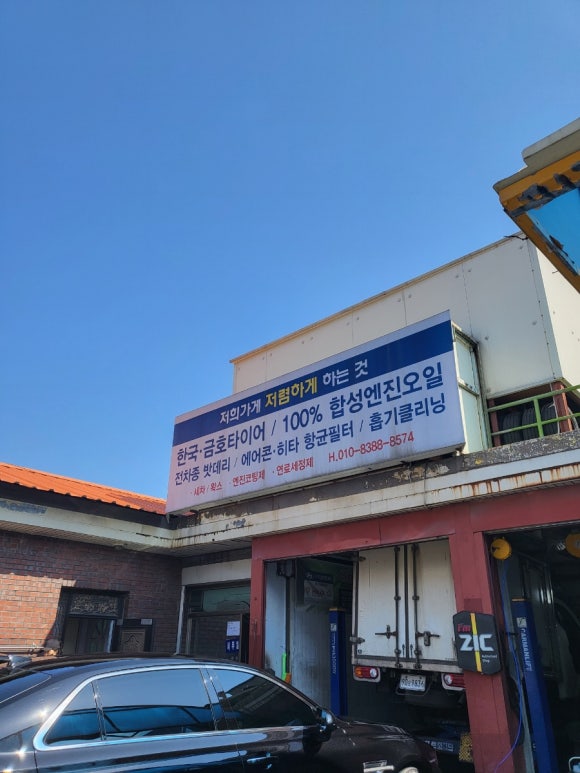 저희가게 저렴하게 하는 것
한국·금호타이어 / 100% 합성엔진오일
전차종 밧데리 / 에어콘·히타 항균필터 / 흡기클리닝
·세차/왁스 ·엔진코팅제 ·연료세정제 H.010-8388-8574
I'm
ZIC